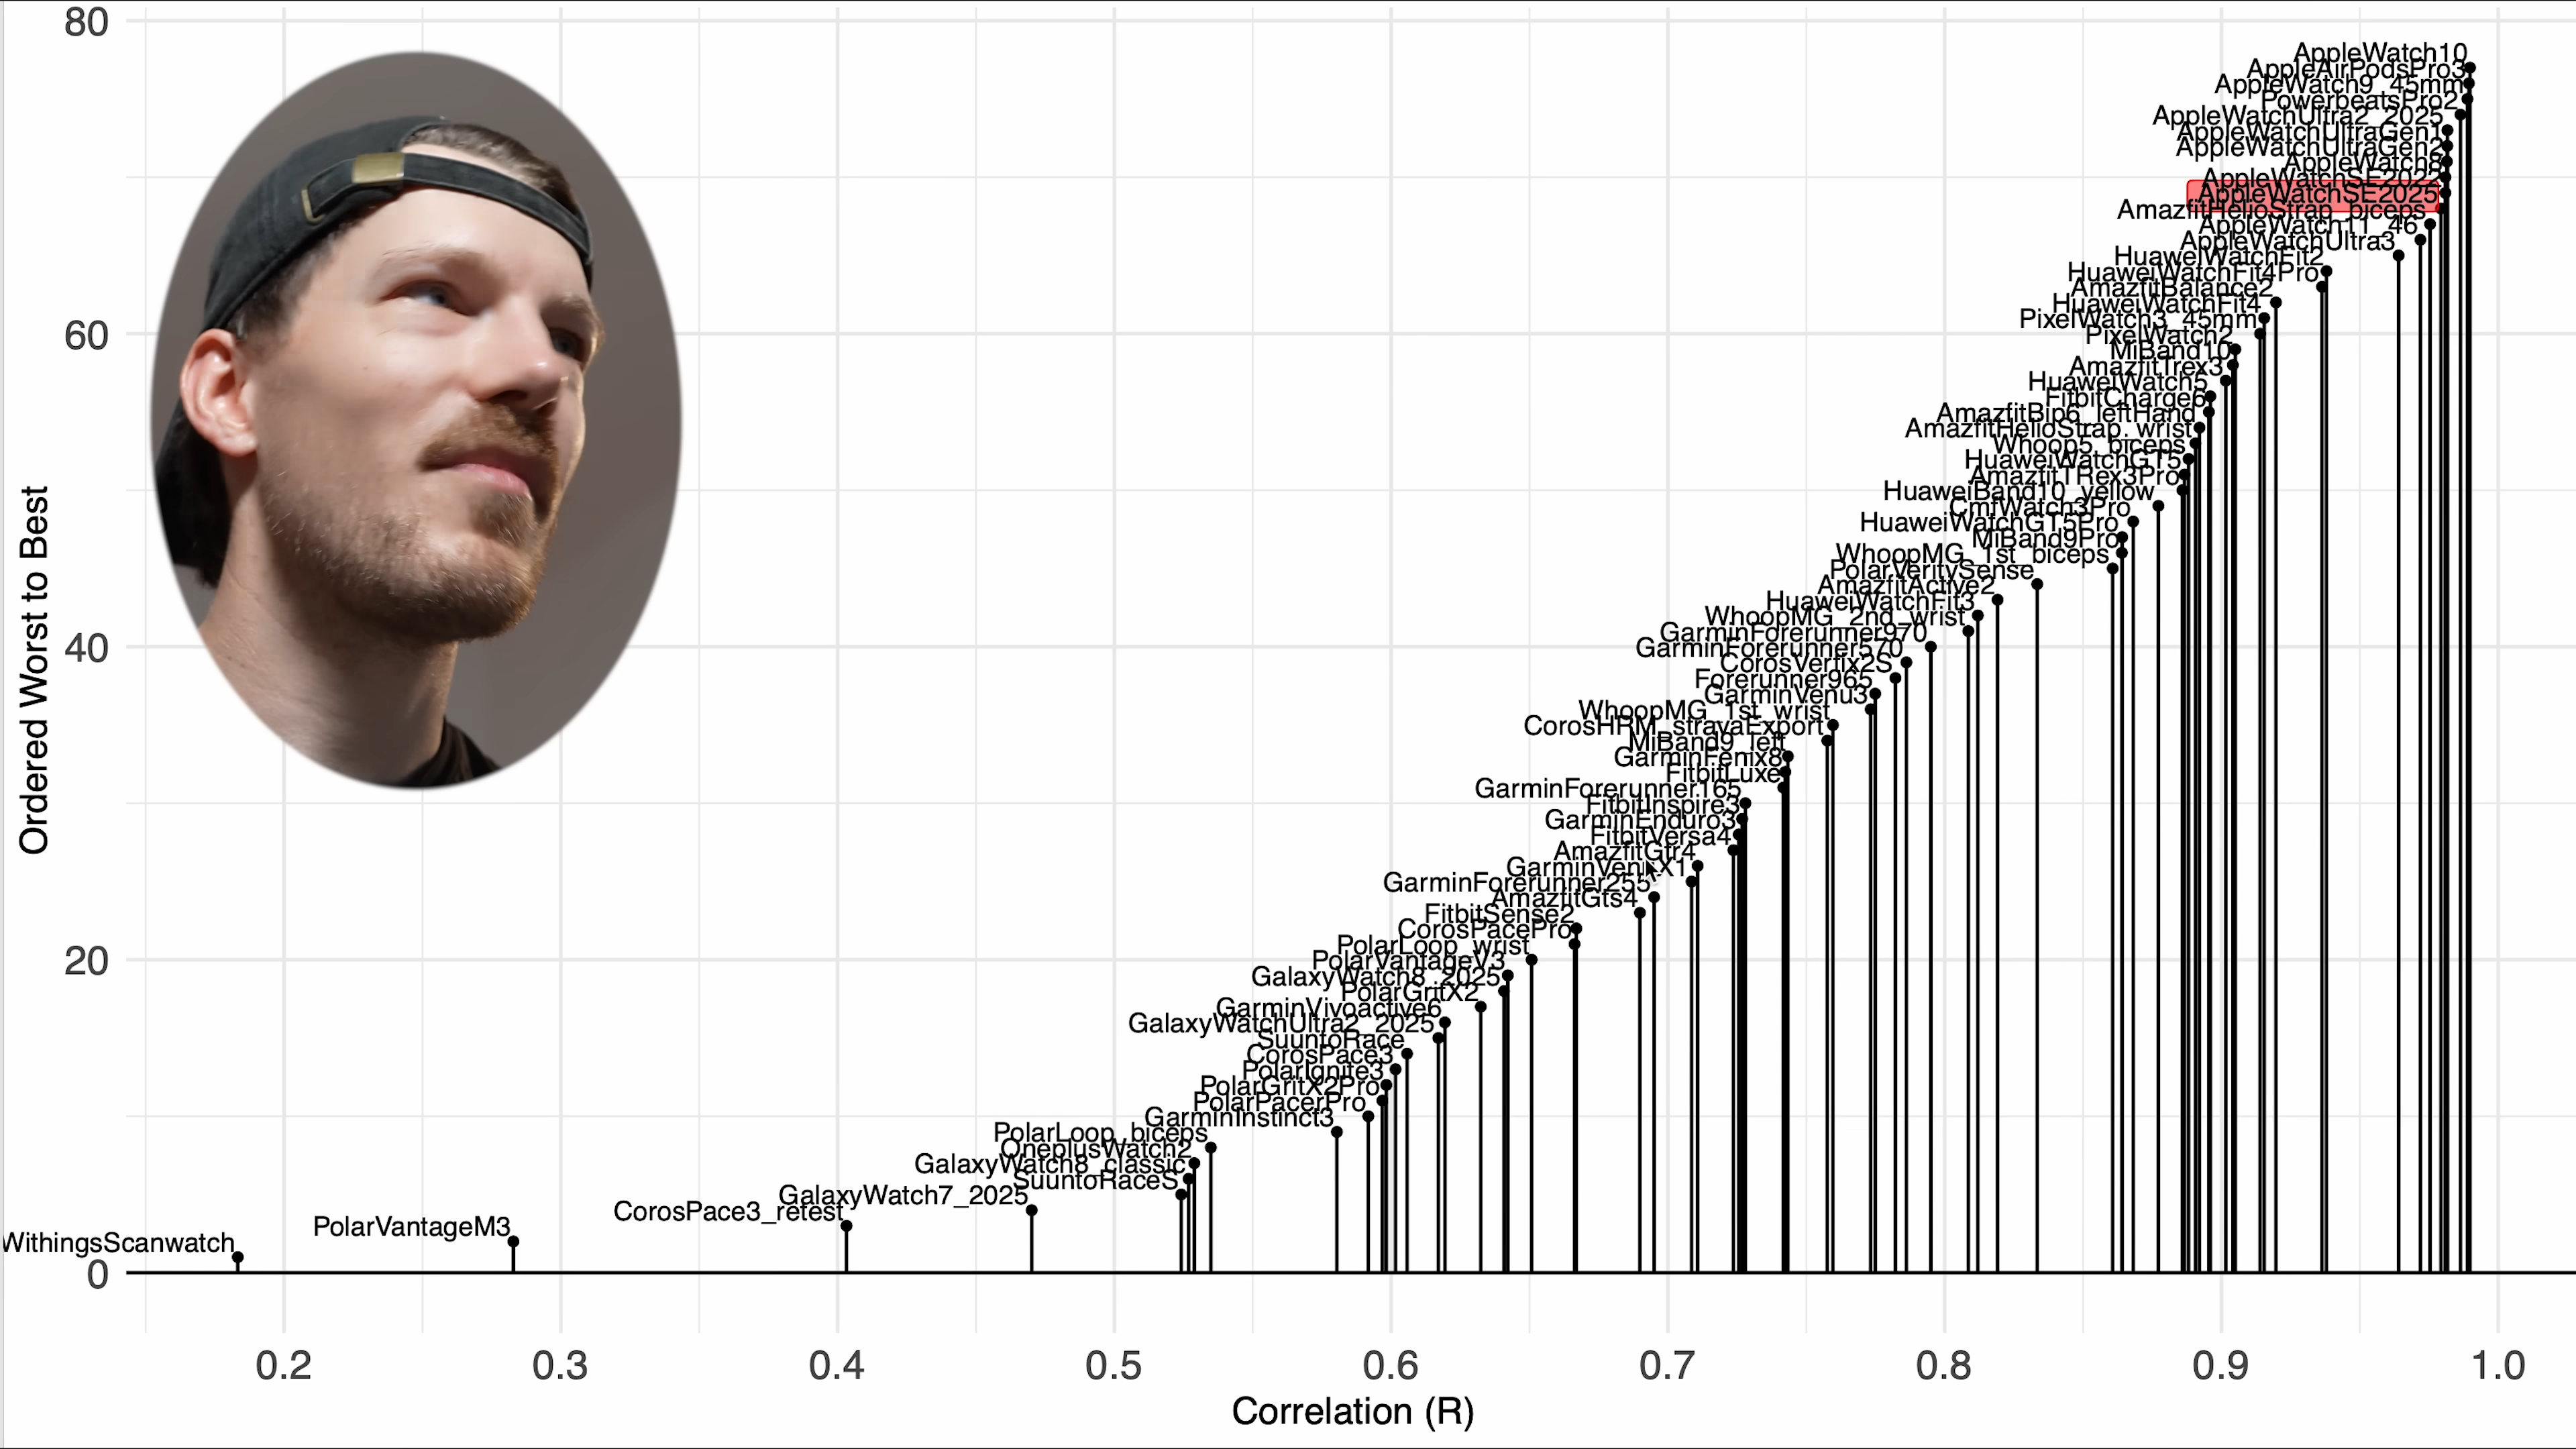 80
AppleWatch10
AppleAirPodsPro3
AppleWatch9_45mm
PowerbeatsPro2
AppleWatchUltra2_2025
AppleWatchUltraGen1
AppleWatchUltraGen2
AppleWatch8
AppleWatchSE2022
AppleWatchSE2025
AmazfitHelioStrap_biceps
AppleWatch11_46
AppleWatchUltra3
HuaweiWatchFit2
HuaweiWatchFit4Pro
AmazfitBalance2
HuaweiWatchFit4
PixelWatch3_45mm
60
PixelWatch2
MiBand10
AmazfitTrex3
HuaweiWatch5
FitbitCharge6
AmazfitBip6_leftHand
AmazfitHelioStrap_wrist
Whoop5_biceps
HuaweiWatchGT5
AmazfitTRex3Pro
HuaweiBand10_yellow
CmfWatch3Pro
HuaweiWatchGT5Pro
MiBand9Pro
WhoopMG_1st_biceps
PolarVeritySense
AmazfitActive2
HuaweiWatchFit3
WhoopMG_2nd_wrist
GarminForerunner970
40
GarminForerunner570
CorosVertix2S
Forerunner965
GarminVenu3
WhoopMG_1st_wrist
CorosHRM_stravaExport
MiBand9_left
GarminFenix8
FitbitLuxe
GarminForerunner165
FitbitInspire3
GarminEnduro3
FitbitVersa4
AmazfitGtr4
GarminVenuX1
GarminForerunner255
AmazfitGts4
FitbitSense2
CorosPacePro
PolarLoop_wrist
20
PolarVantageV3
GalaxyWatch8_2025
PolarGritX2
GarminVivoactive6
GalaxyWatchUltra2_2025
SuuntoRace
CorosPace3
PolarIgnite3
PolarGritX2Pro
PolarPacerPro
GarminInstinct3
PolarLoop_biceps
OneplusWatch2
GalaxyWatch8_classic
SuuntoRaceS
GalaxyWatch7_2025
CorosPace3_retest
PolarVantageM3
WithingsScanwatch
0
Ordered Worst to Best
0.2 0.3 0.4 0.5 0.6 0.7 0.8 0.9 1.0
Correlation (R)